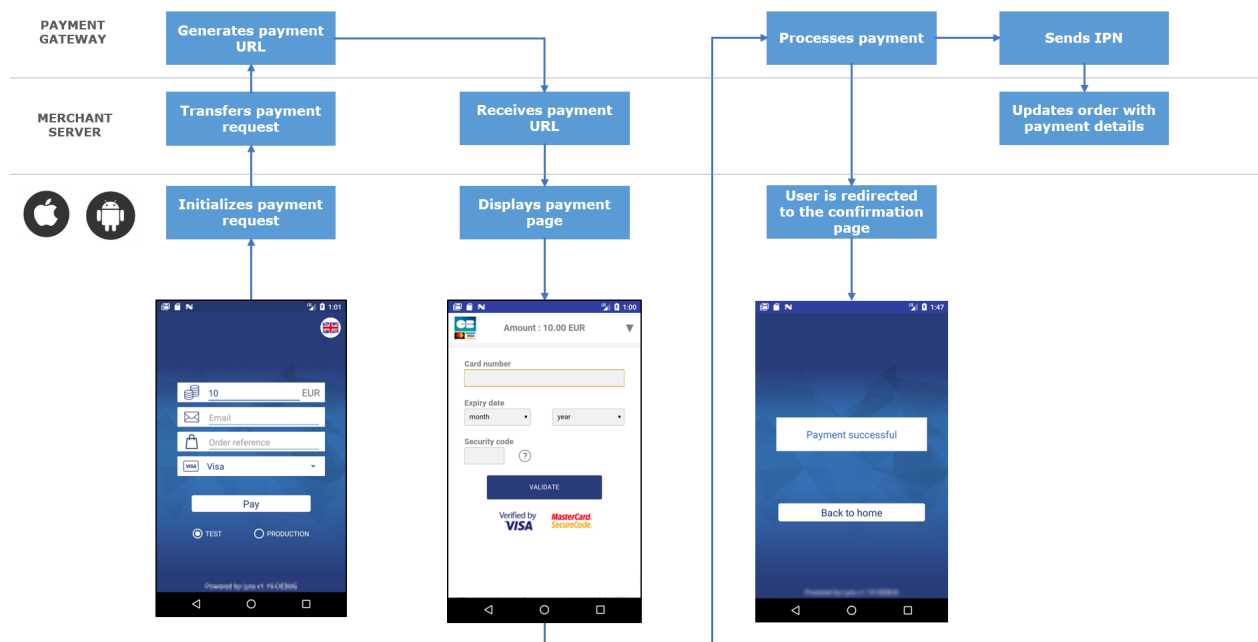 PAYMENT
GATEWAY
Generates payment
URL
Processes payment
Sends IPN
MERCHANT
SERVER
Transfers payment
request
Receives payment
URL
Updates order with
payment details
Initializes payment
request
Displays payment
page
User is redirected
to the confirmation
page
1:01
10
EUR
Email
Order reference
VISA
Visa
Pay
TEST
PRODUCTION
1:00
CB
VISA
Amount : 10.00 EUR
Card number
Expiry date
month
year
Security code
?
VALIDATE
Verified by
VISA
MasterCard.
SecureCode.
1:47
Payment successful
Back to home